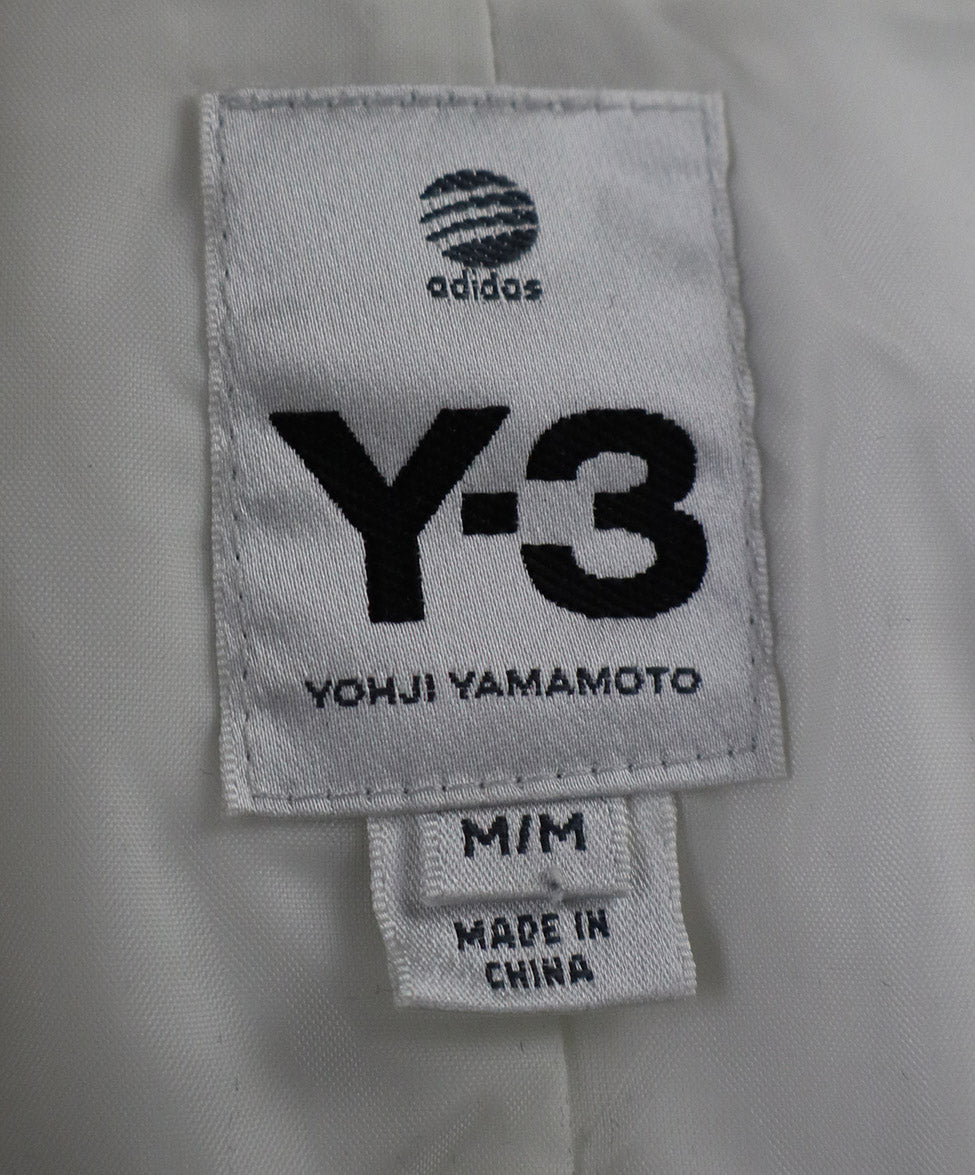 adidas
Y-3
YOHJI YAMAMOTO
M/M
MADE IN
CHINA